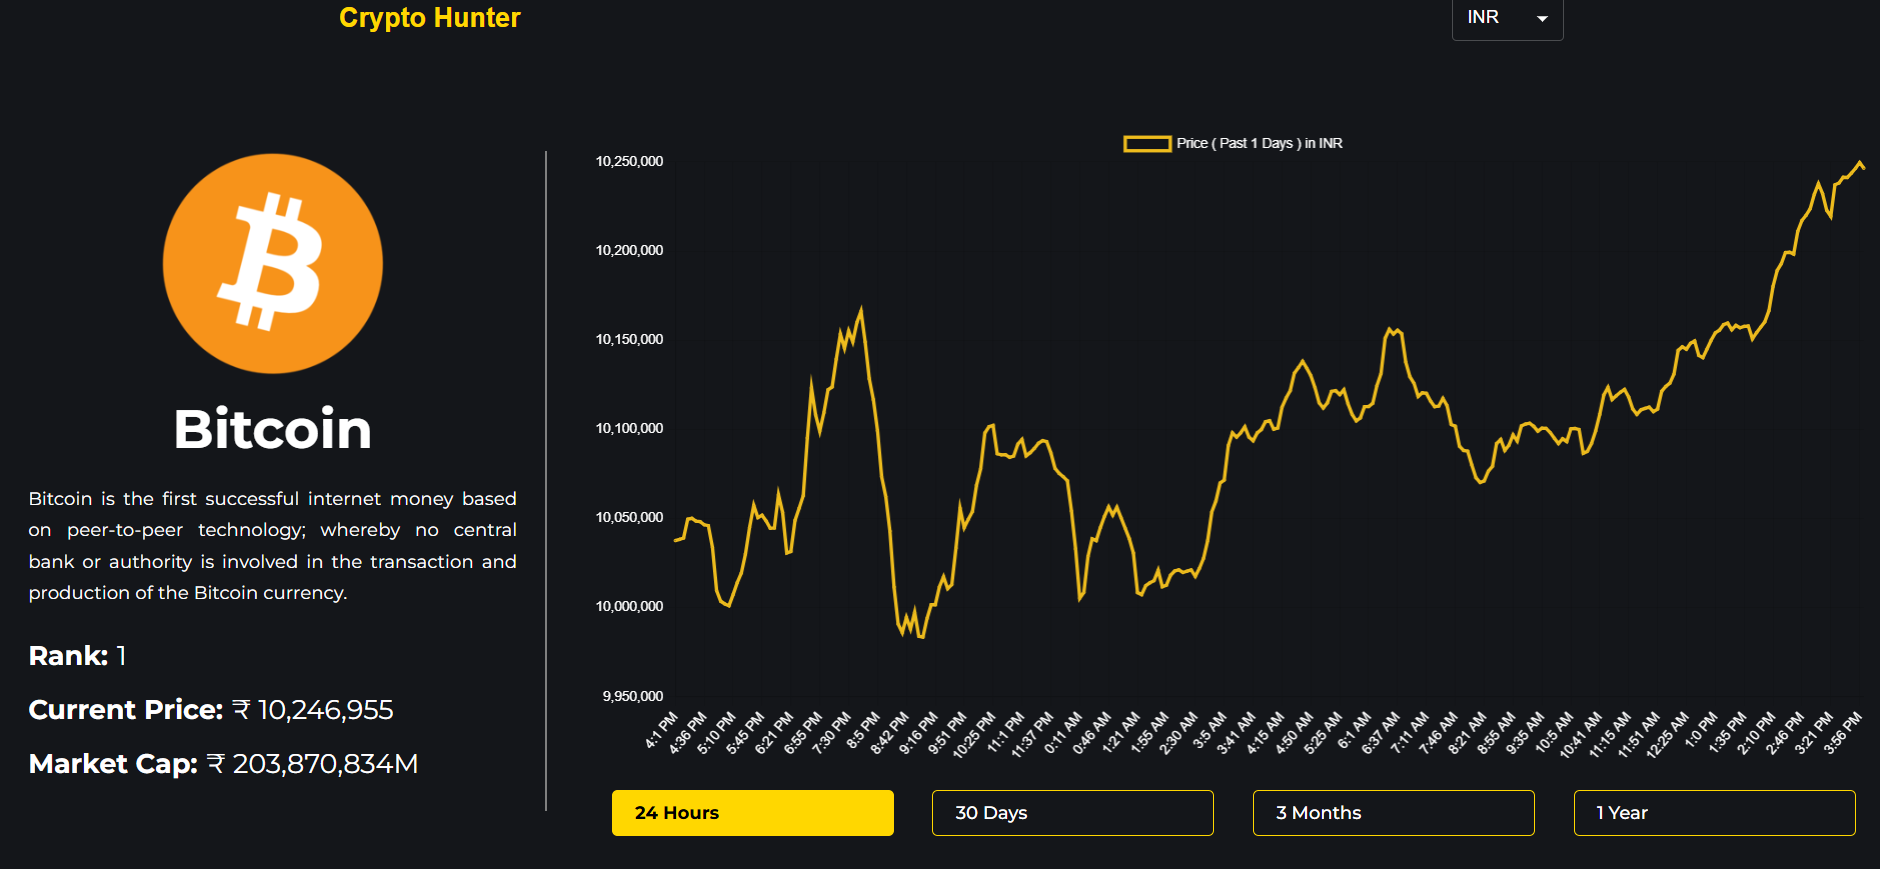 Crypto Hunter
INR
Bitcoin
Bitcoin is the first successful internet money based
on peer-to-peer technology; whereby no central
bank or authority is involved in the transaction and
production of the Bitcoin currency.
Rank: 1
Current Price: ₹ 10,246,955
Market Cap: ₹ 203,870,834M
Price ( Past 1 Days ) in INR
10,250,000
10,200,000
10,150,000
10,100,000
10,050,000
10,000,000
9,950,000
4:1 PM
4:36 PM
5:10 PM
5:45 PM
6:21 PM
6:55 PM
7:30 PM
8:5 PM
8:42 PM
9:16 PM
9:51 PM
10:25 PM
11:1 PM
11:37 PM
0:11 AM
0:46 AM
1:21 AM
1:55 AM
2:30 AM
3:5 AM
3:41 AM
4:15 AM
4:50 AM
5:25 AM
6:1 AM
6:37 AM
7:11 AM
7:46 AM
8:21 AM
8:55 AM
9:35 AM
10:5 AM
10:41 AM
11:15 AM
11:51 AM
12:25 AM
1:0 PM
1:35 PM
2:10 PM
2:46 PM
3:21 PM
3:56 PM
24 Hours
30 Days
3 Months
1 Year